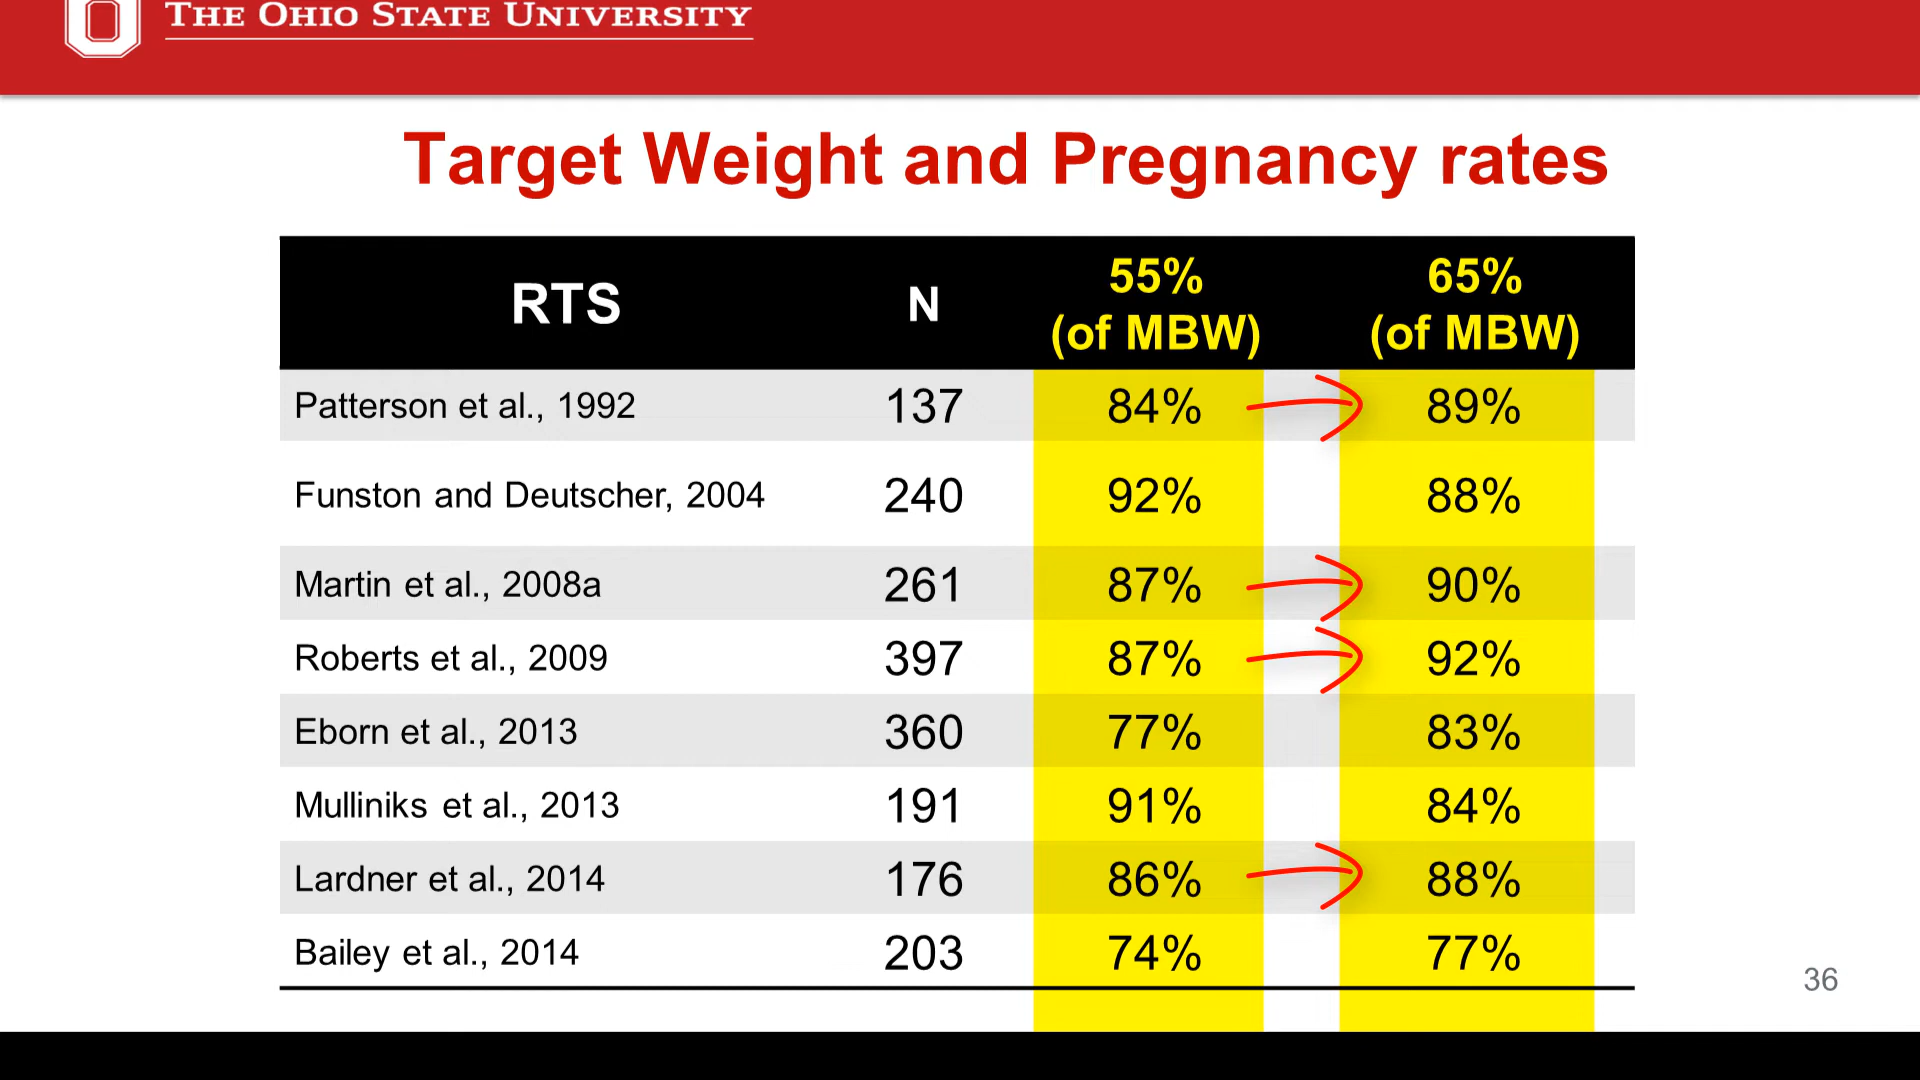 THE OHIO STATE UNIVERSITY
Target Weight and Pregnancy rates
RTS N 55% (of MBW) 65% (of MBW)
Patterson et al., 1992 137 84% 89%
Funston and Deutscher, 2004 240 92% 88%
Martin et al., 2008a 261 87% 90%
Roberts et al., 2009 397 87% 92%
Eborn et al., 2013 360 77% 83%
Mulliniks et al., 2013 191 91% 84%
Lardner et al., 2014 176 86% 88%
Bailey et al., 2014 203 74% 77%
36